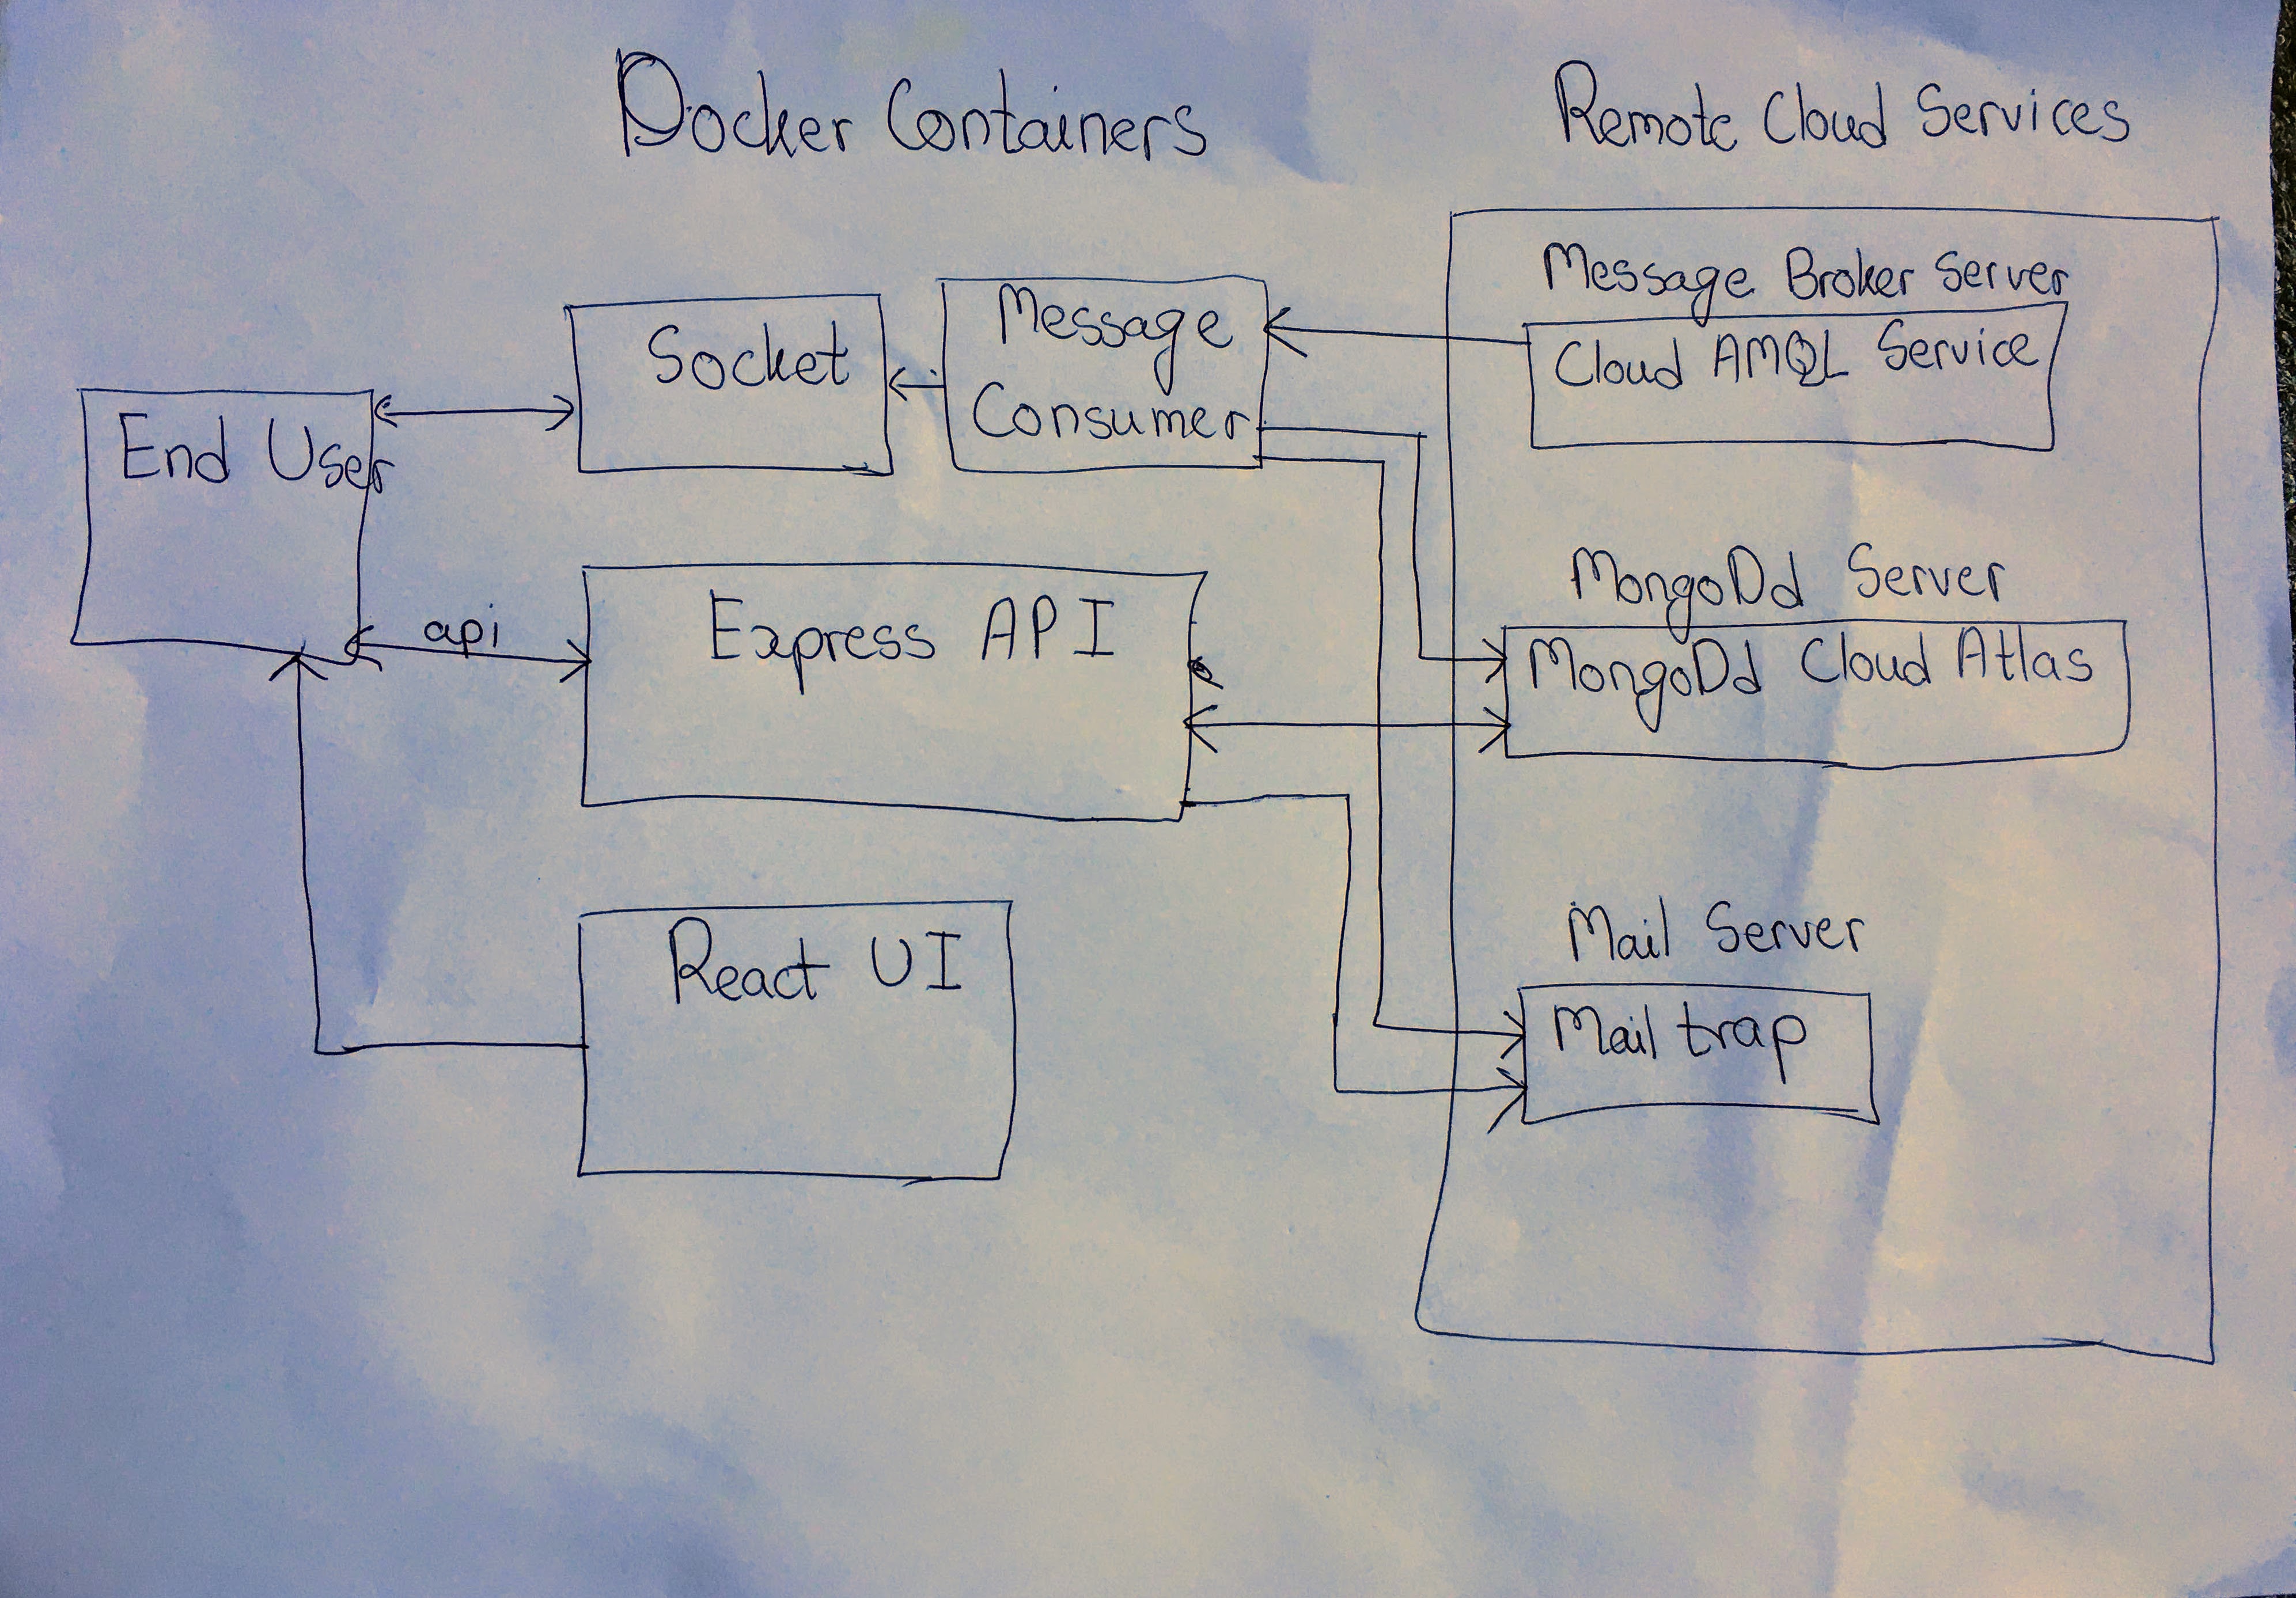 Docker Containers
Remote Cloud Services
Message Broker Server
Cloud AMQL Service
Message
Consumer
Socket
End User
api
Express API
MongoDd Server
MongoDd Cloud Atlas
React UI
Mail Server
Mail trap